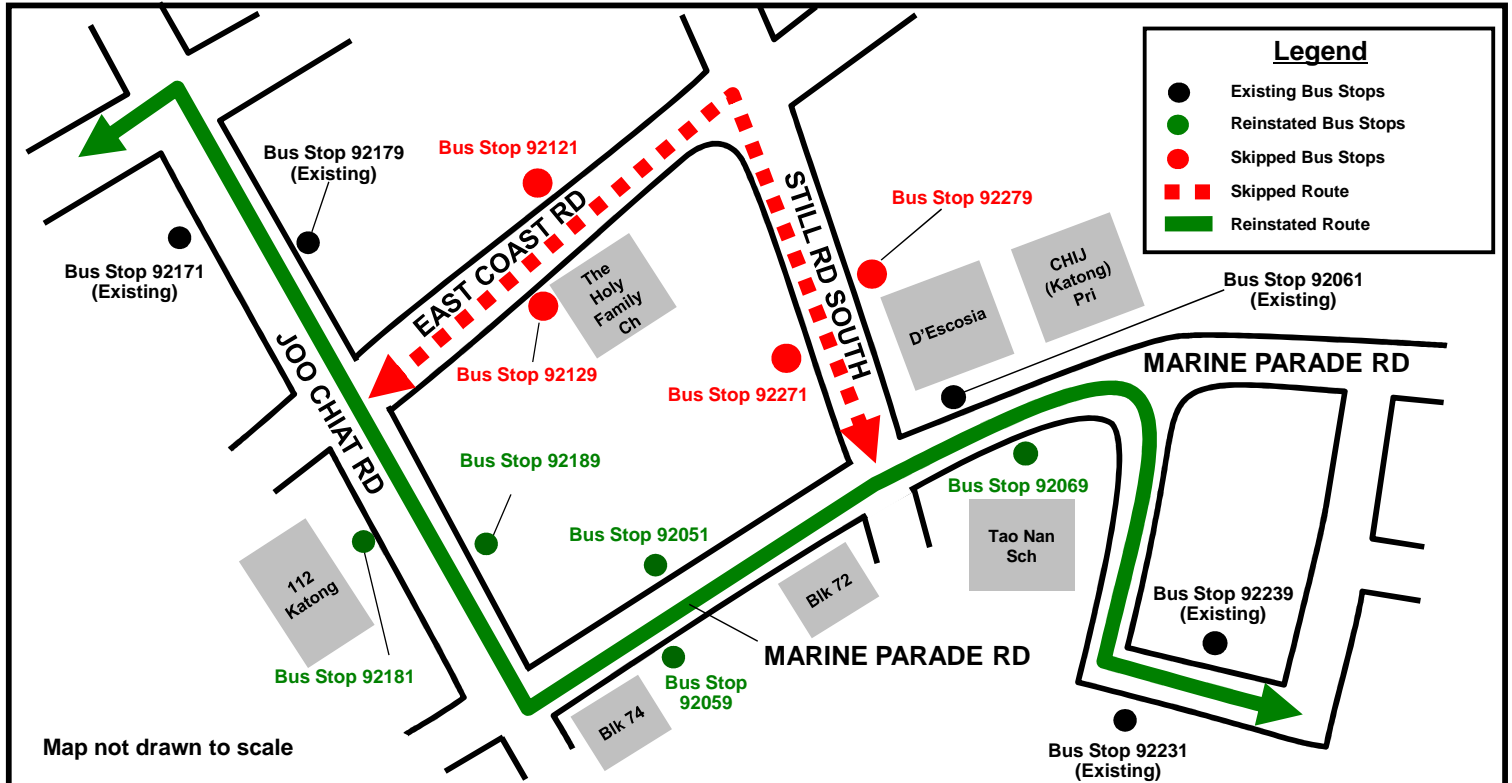 Legend
Existing Bus Stops
Reinstated Bus Stops
Skipped Bus Stops
Skipped Route
Reinstated Route
Bus Stop 92179
(Existing)
Bus Stop 92121
Bus Stop 92279
Bus Stop 92171
(Existing)
EAST COAST RD
STILL RD SOUTH
The
Holy
Family
Ch
CHIJ
(Katong)
Pri
D'Escosia
Bus Stop 92061
(Existing)
MARINE PARADE RD
JOO CHIAT RD
Bus Stop 92129
Bus Stop 92271
Bus Stop 92189
Bus Stop 92069
Bus Stop 92051
Tao Nan
Sch
112
Katong
Blk 72
Bus Stop 92239
(Existing)
MARINE PARADE RD
Bus Stop 92181
Bus Stop
92059
Blk 74
Map not drawn to scale
Bus Stop 92231
(Existing)